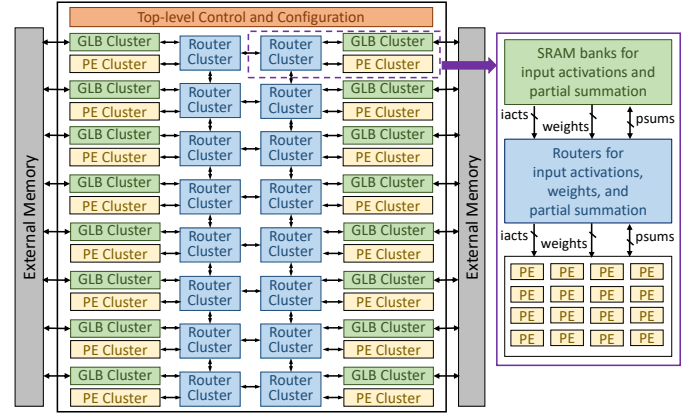 Top-level Control and Configuration
External Memory
GLB Cluster
PE Cluster
Router
Cluster
Router
Cluster
GLB Cluster
PE Cluster
GLB Cluster
PE Cluster
Router
Cluster
Router
Cluster
GLB Cluster
PE Cluster
GLB Cluster
PE Cluster
Router
Cluster
Router
Cluster
GLB Cluster
PE Cluster
GLB Cluster
PE Cluster
Router
Cluster
Router
Cluster
GLB Cluster
PE Cluster
GLB Cluster
PE Cluster
Router
Cluster
Router
Cluster
GLB Cluster
PE Cluster
GLB Cluster
PE Cluster
Router
Cluster
Router
Cluster
GLB Cluster
PE Cluster
GLB Cluster
PE Cluster
Router
Cluster
Router
Cluster
GLB Cluster
PE Cluster
GLB Cluster
PE Cluster
Router
Cluster
Router
Cluster
GLB Cluster
PE Cluster
External Memory
SRAM banks for
input activations and
partial summation
iacts weights psums
Routers for
input activations,
weights, and
partial summation
iacts weights psums
PE PE PE PE
PE PE PE PE
PE PE PE PE
PE PE PE PE